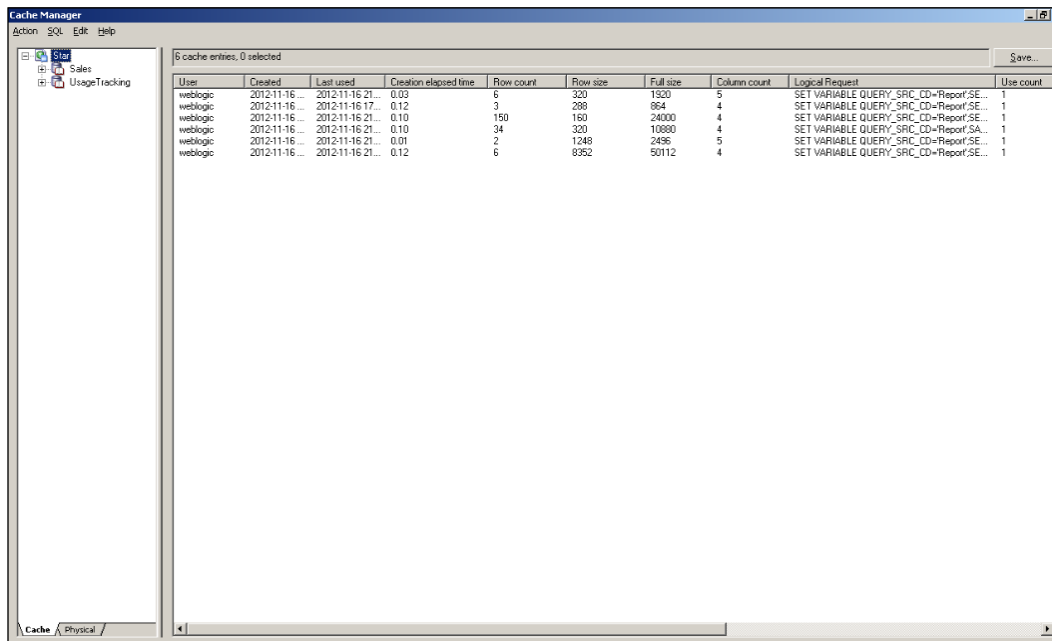 Cache Manager
Action SQL Edit Help
Star
Sales
UsageTracking
6 cache entries, 0 selected
Save...
User Created Last used Creation elapsed time Row count Row size Full size Column count Logical Request Use count
weblogic 2012-11-16 ... 2012-11-16 21... 0.03 6 320 1920 5 SET VARIABLE QUERY_SRC_CD='Report';SE... 1
weblogic 2012-11-16 ... 2012-11-16 17... 0.12 3 288 864 4 SET VARIABLE QUERY_SRC_CD='Report';SE... 1
weblogic 2012-11-16 ... 2012-11-16 21... 0.10 150 160 24000 4 SET VARIABLE QUERY_SRC_CD='Report';SE... 1
weblogic 2012-11-16 ... 2012-11-16 21... 0.10 34 320 10880 4 SET VARIABLE QUERY_SRC_CD='Report';SA... 1
weblogic 2012-11-16 ... 2012-11-16 21... 0.01 2 1248 2496 5 SET VARIABLE QUERY_SRC_CD='Report';SE... 1
weblogic 2012-11-16 ... 2012-11-16 21... 0.12 6 8352 50112 4 SET VARIABLE QUERY_SRC_CD='Report';SE... 1
Cache Physical